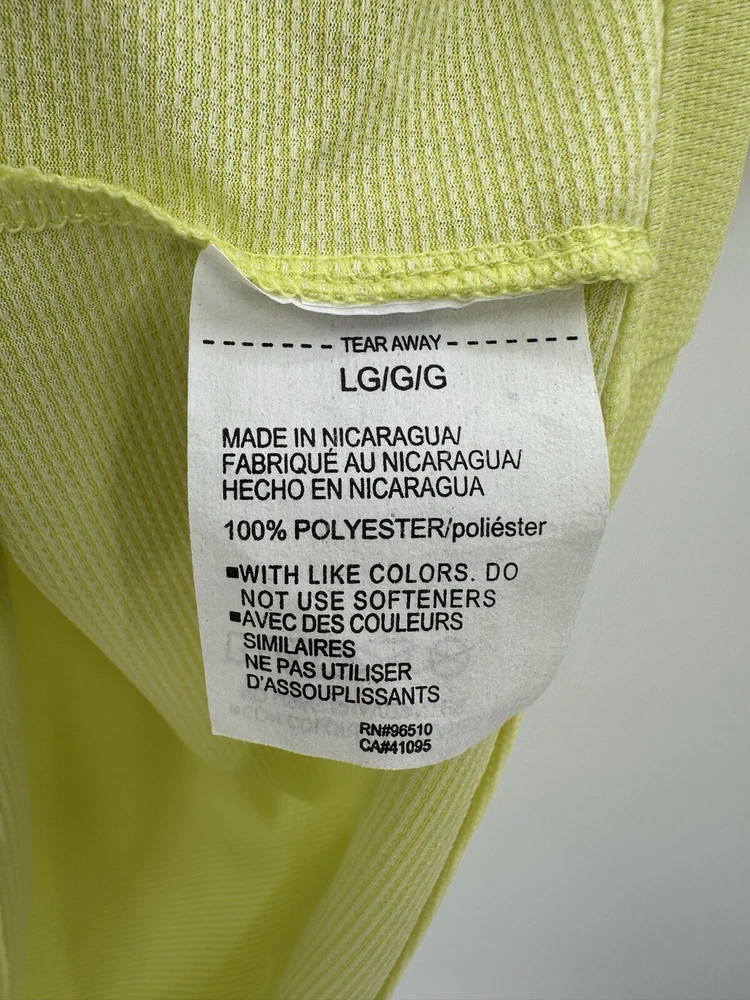 TEAR AWAY
LG/G/G
MADE IN NICARAGUA/
FABRIQUÉ AU NICARAGUA/
HECHO EN NICARAGUA
100% POLYESTER/poliéster
■WITH LIKE COLORS. DO
NOT USE SOFTENERS
■AVEC DES COULEURS
SIMILAIRES
NE PAS UTILISER
D'ASSOUPLISSANTS
RN#96510
CA#41095